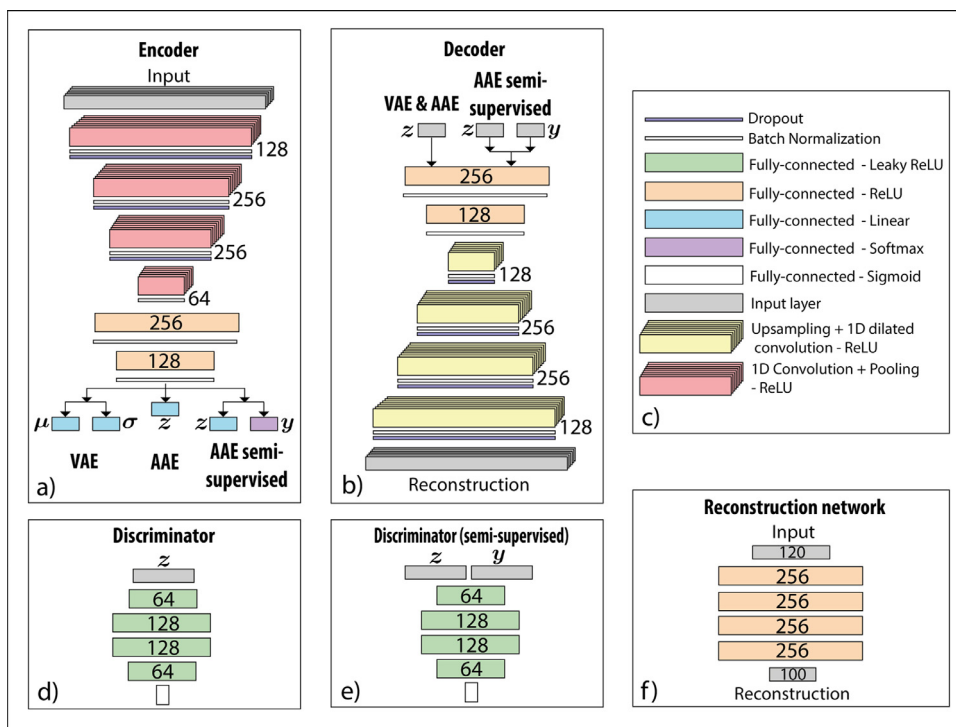 Encoder
Input
128
256
256
64
256
128
μ σ z z y
VAE AAE AAE semi-
supervised
a)
Decoder
VAE & AAE AAE semi-
supervised
z z y
256
128
128
256
256
128
b) Reconstruction
Dropout
Batch Normalization
Fully-connected - Leaky ReLU
Fully-connected - ReLU
Fully-connected - Linear
Fully-connected - Softmax
Fully-connected - Sigmoid
Input layer
Upsampling + 1D dilated
convolution - ReLU
1D Convolution + Pooling
- ReLU
c)
Discriminator
z
64
128
128
64
d)
Discriminator (semi-supervised)
z y
64
128
128
64
e)
Reconstruction network
Input
120
256
256
256
256
100
f) Reconstruction